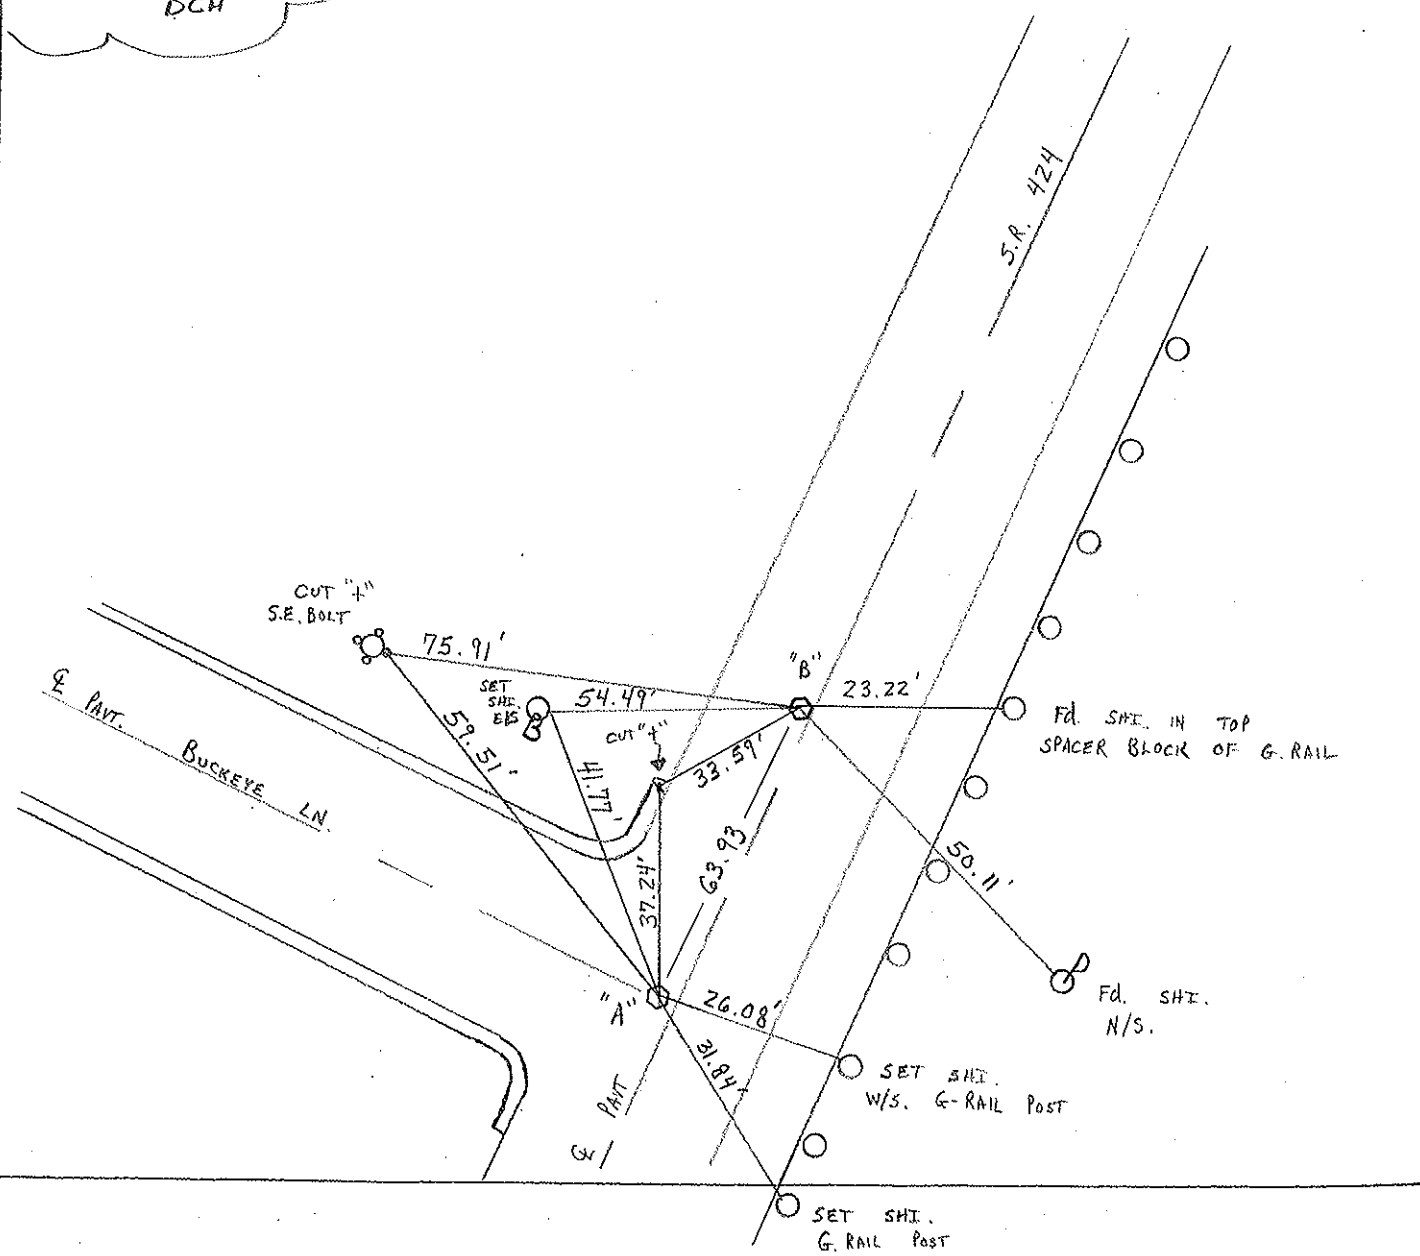 DCH
S.R. 424
CUT "+"
S.E. BOLT
75.91'
"B"
23.22'
SET
SHI.
E/S
54.49'
Fd. SHI. IN TOP
SPACER BLOCK OF G. RAIL
CUT "+"
33.59'
59.51'
41.77'
℄ PAVT.
BUCKEYE LN.
37.24'
63.93
50.11'
"A"
26.08'
Fd. SHI.
N/S.
31.84'
SET SHI.
W/S. G-RAIL POST
℄ PAVT
SET SHI.
G. RAIL POST